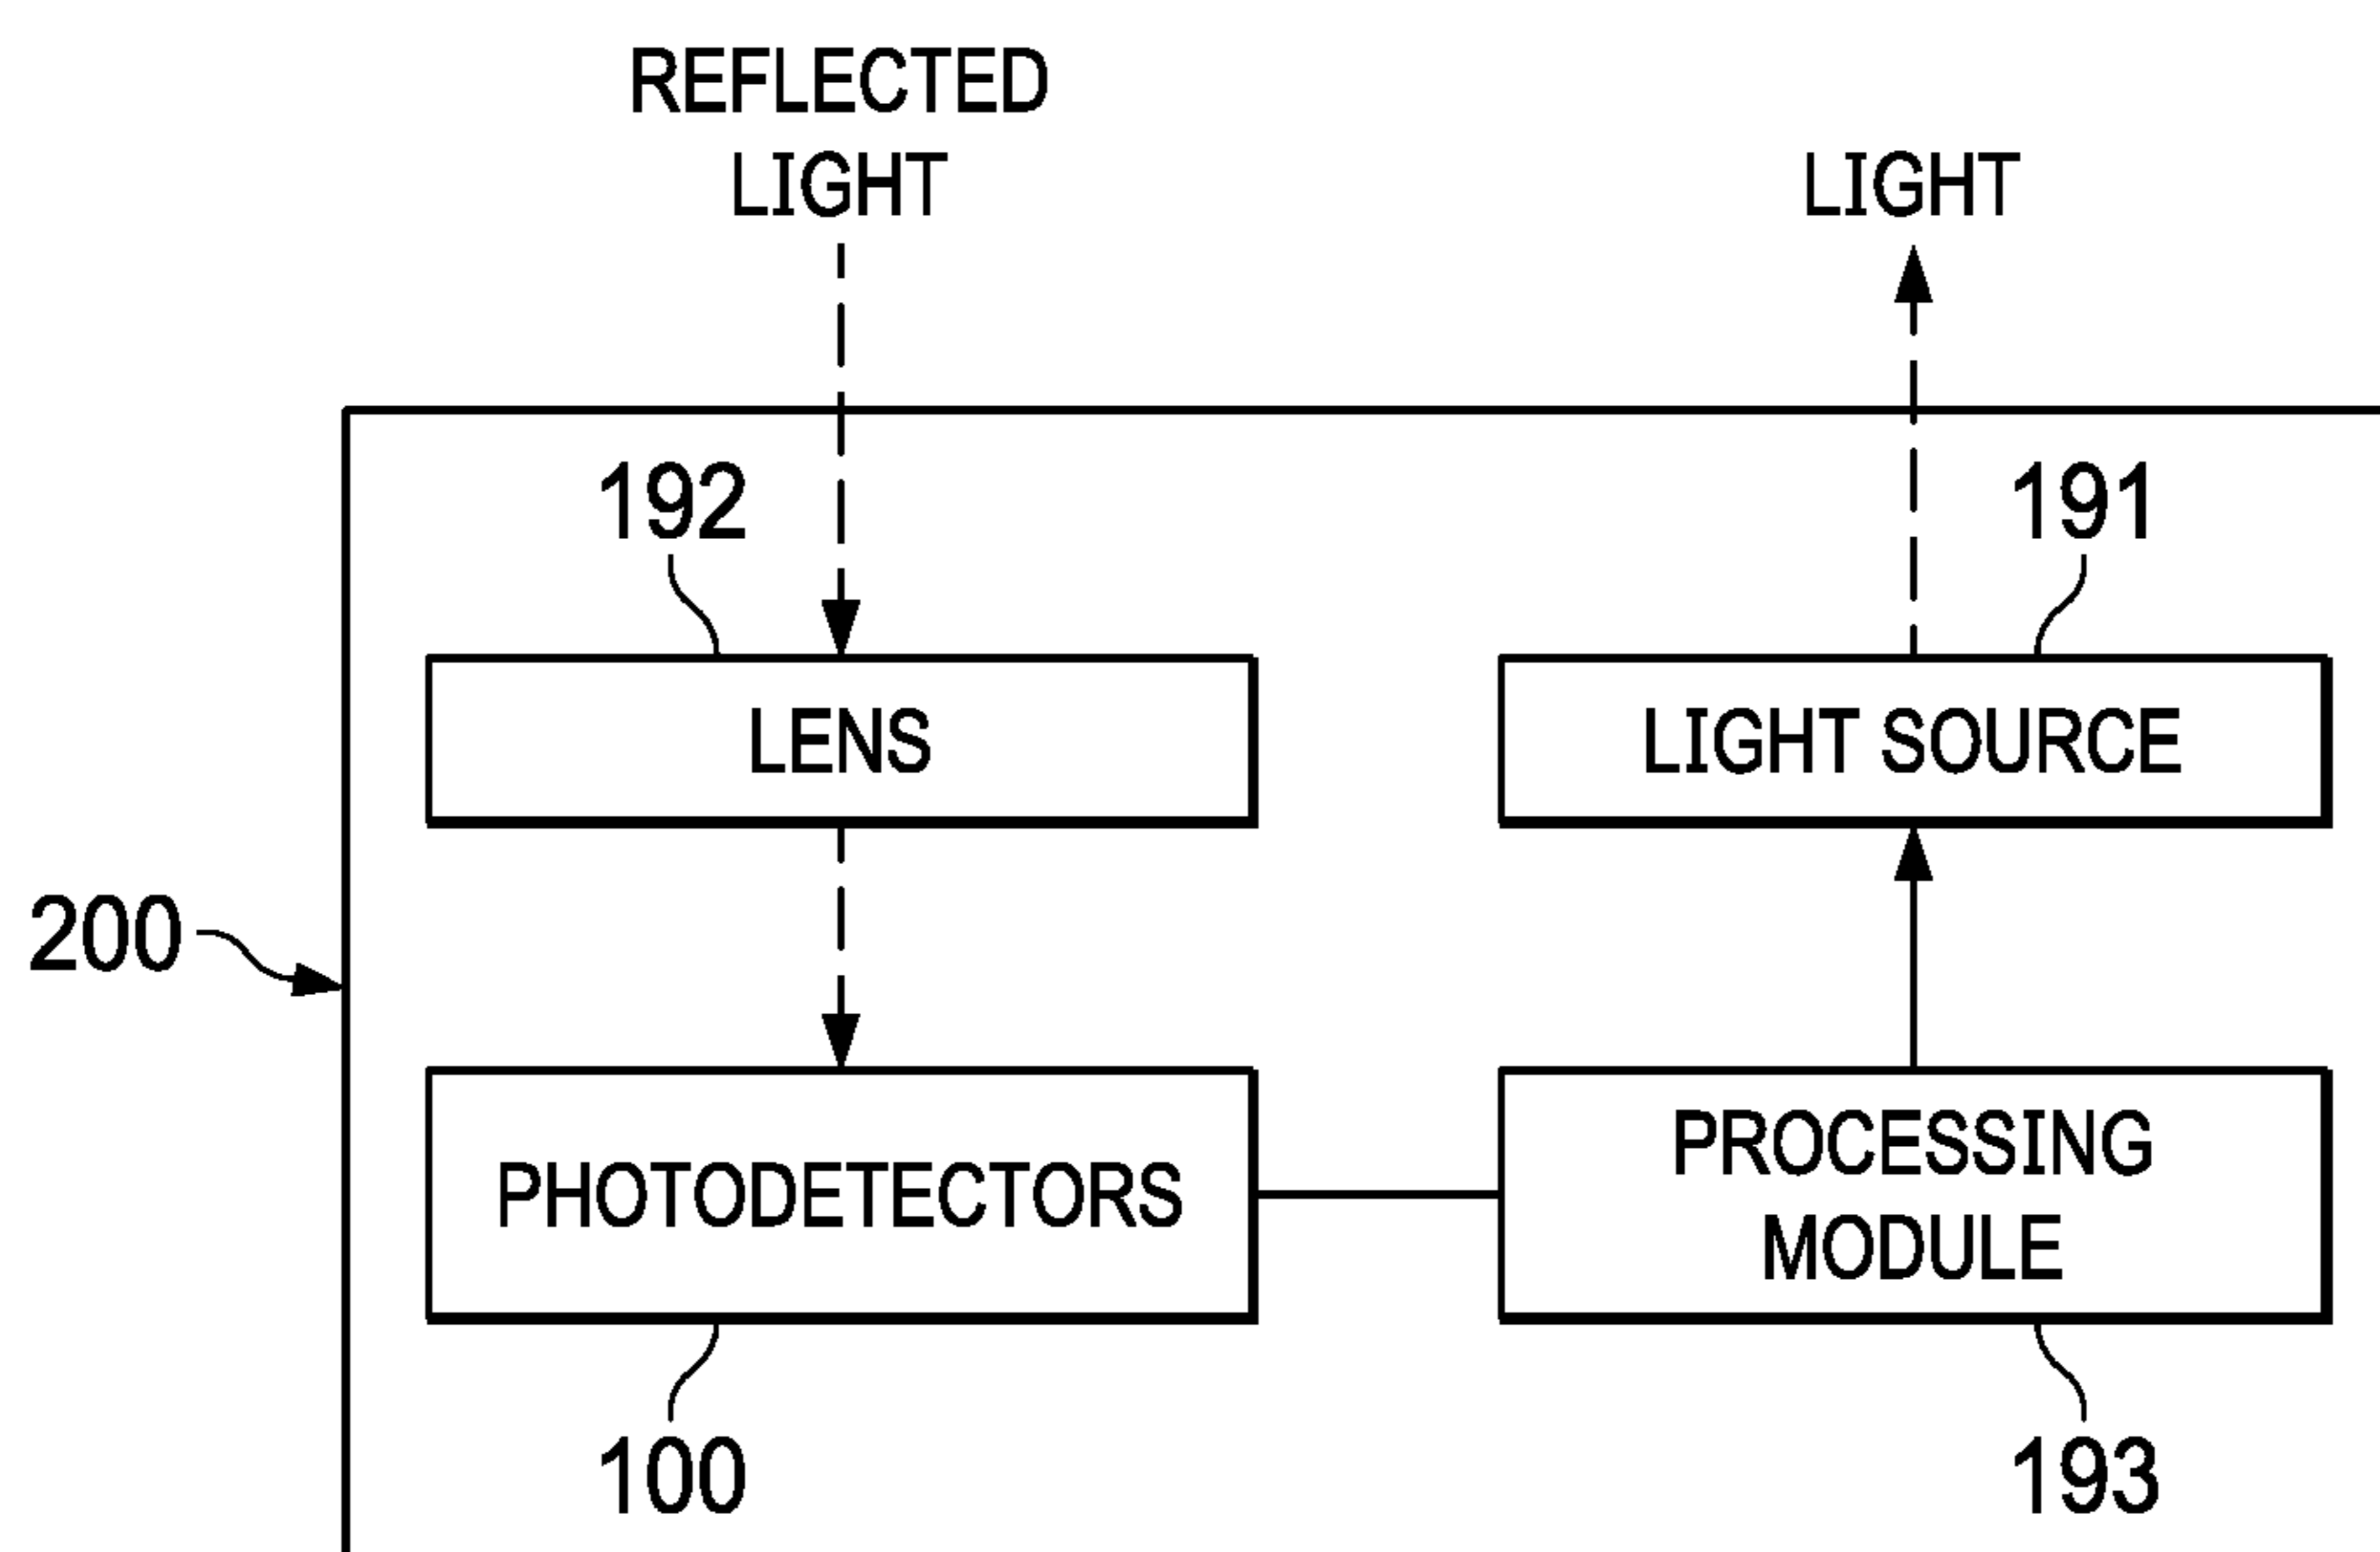 REFLECTED
LIGHT
LIGHT
192
191
LENS
LIGHT SOURCE
200
PHOTODETECTORS
PROCESSING
MODULE
100
193